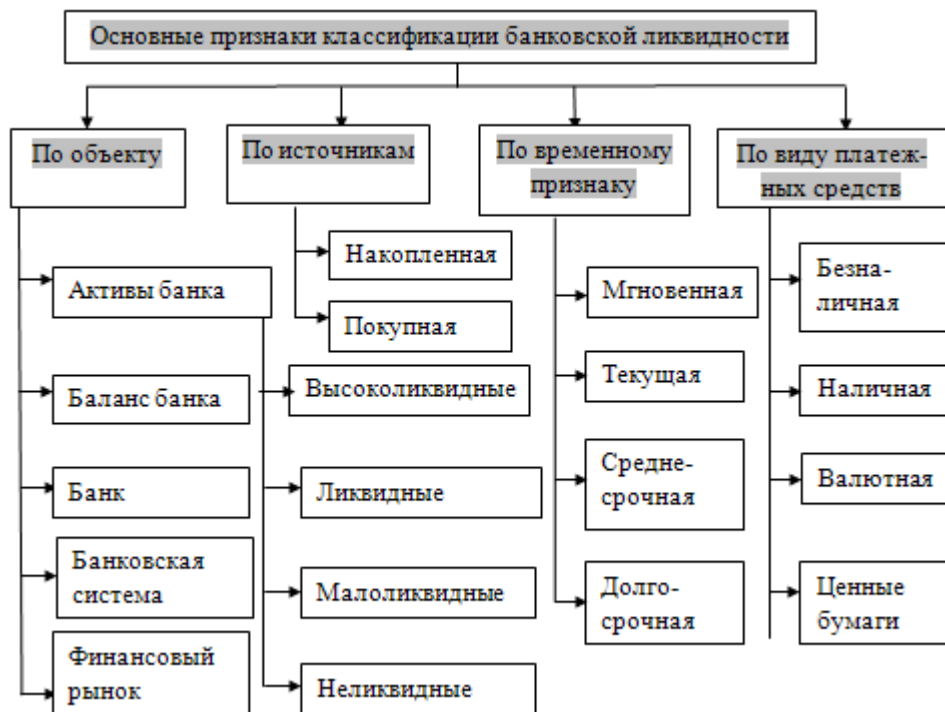 Основные признаки классификации банковской ликвидности
По объекту
По источникам
По временному
признаку
По виду платеж-
ных средств
Активы банка
Баланс банка
Банк
Банковская
система
Финансовый
рынок
Накопленная
Покупная
Высоколиквидные
Ликвидные
Малоликвидные
Неликвидные
Мгновенная
Текущая
Средне-
срочная
Долго-
срочная
Безна-
личная
Наличная
Валютная
Ценные
бумаги